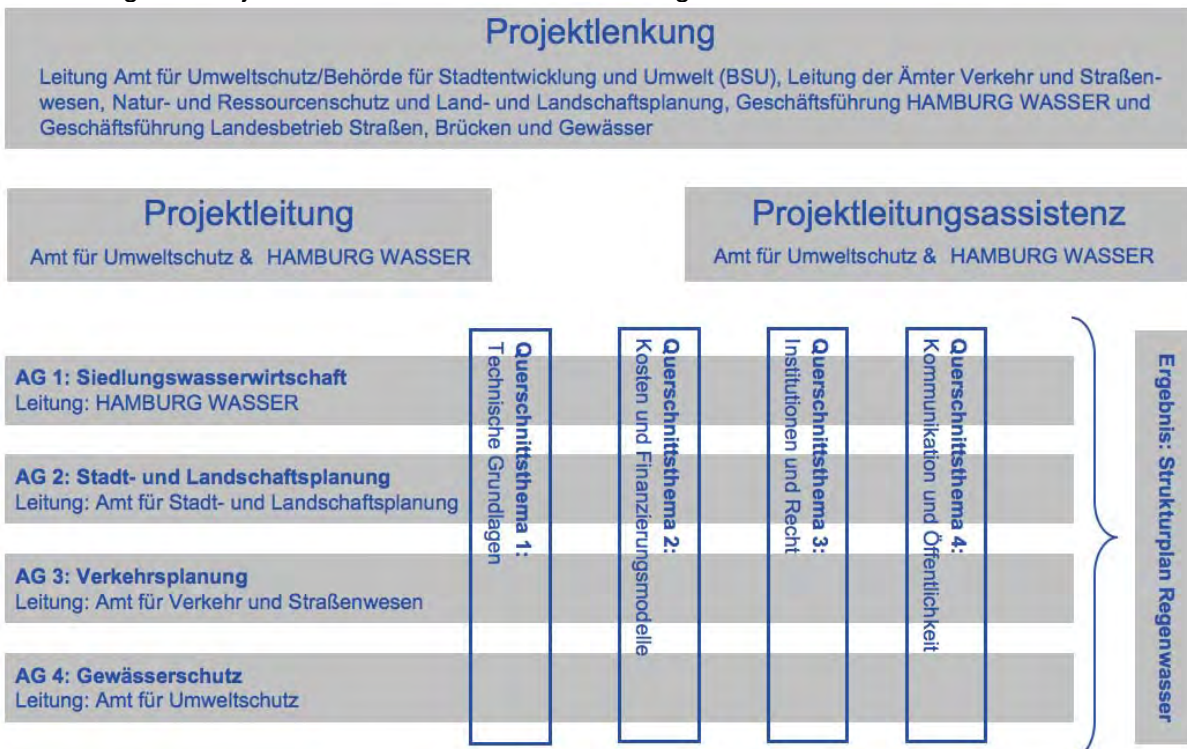 Projektlenkung
Leitung Amt für Umweltschutz/Behörde für Stadtentwicklung und Umwelt (BSU), Leitung der Ämter Verkehr und Straßen-
wesen, Natur- und Ressourcenschutz und Land- und Landschaftsplanung, Geschäftsführung HAMBURG WASSER und
Geschäftsführung Landesbetrieb Straßen, Brücken und Gewässer
Projektleitung
Amt für Umweltschutz & HAMBURG WASSER
Projektleitungsassistenz
Amt für Umweltschutz & HAMBURG WASSER
AG 1: Siedlungswasserwirtschaft
Leitung: HAMBURG WASSER
AG 2: Stadt- und Landschaftsplanung
Leitung: Amt für Stadt- und Landschaftsplanung
AG 3: Verkehrsplanung
Leitung: Amt für Verkehr und Straßenwesen
AG 4: Gewässerschutz
Leitung: Amt für Umweltschutz
Querschnittsthema 1:
Technische Grundlagen
Querschnittsthema 2:
Kosten und Finanzierungsmodelle
Querschnittsthema 3:
Institutionen und Recht
Querschnittsthema 4:
Kommunikation und Öffentlichkeit
Ergebnis: Strukturplan Regenwasser